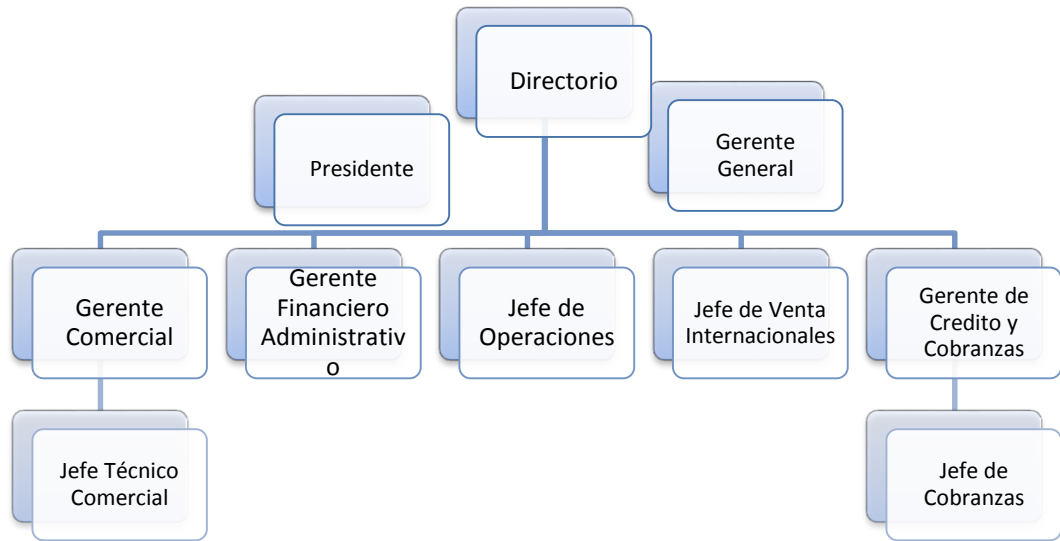 Directorio
Presidente
Gerente
General
Gerente
Comercial
Gerente
Financiero
Administrativ
o
Jefe de
Operaciones
Jefe de Venta
Internacionales
Gerente de
Credito y
Cobranzas
Jefe Técnico
Comercial
Jefe de
Cobranzas